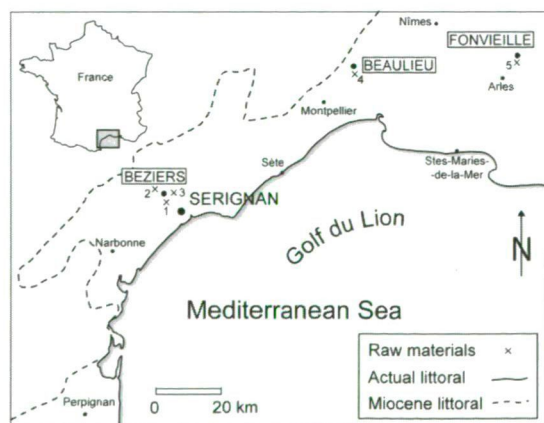 Nîmes
FONVIEILLE
France
BEAULIEU
5
4
Arles
Montpellier
BEZIERS
Sète
Stes-Maries-
de-la-Mer
2
3
SERIGNAN
1
Golf du Lion
N
Narbonne
Mediterranean Sea
Raw materials ×
Actual littoral
Miocene littoral
Perpignan
0 20 km